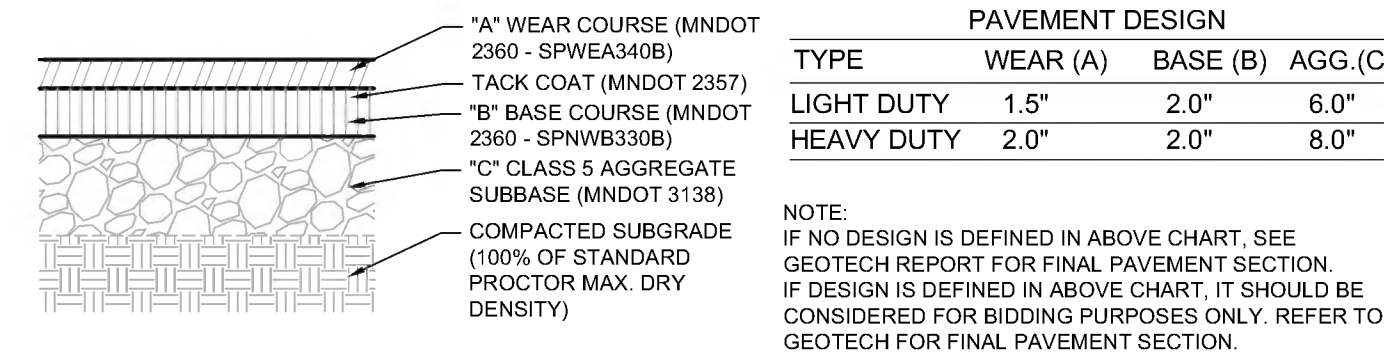 "A" WEAR COURSE (MNDOT
2360 - SPWEA340B)
TACK COAT (MNDOT 2357)
"B" BASE COURSE (MNDOT
2360 - SPNWB330B)
"C" CLASS 5 AGGREGATE
SUBBASE (MNDOT 3138)
COMPACTED SUBGRADE
(100% OF STANDARD
PROCTOR MAX. DRY
DENSITY)
PAVEMENT DESIGN
TYPE WEAR (A) BASE (B) AGG.(C
LIGHT DUTY 1.5" 2.0" 6.0"
HEAVY DUTY 2.0" 2.0" 8.0"
NOTE:
IF NO DESIGN IS DEFINED IN ABOVE CHART, SEE
GEOTECH REPORT FOR FINAL PAVEMENT SECTION.
IF DESIGN IS DEFINED IN ABOVE CHART, IT SHOULD BE
CONSIDERED FOR BIDDING PURPOSES ONLY. REFER TO
GEOTECH FOR FINAL PAVEMENT SECTION.